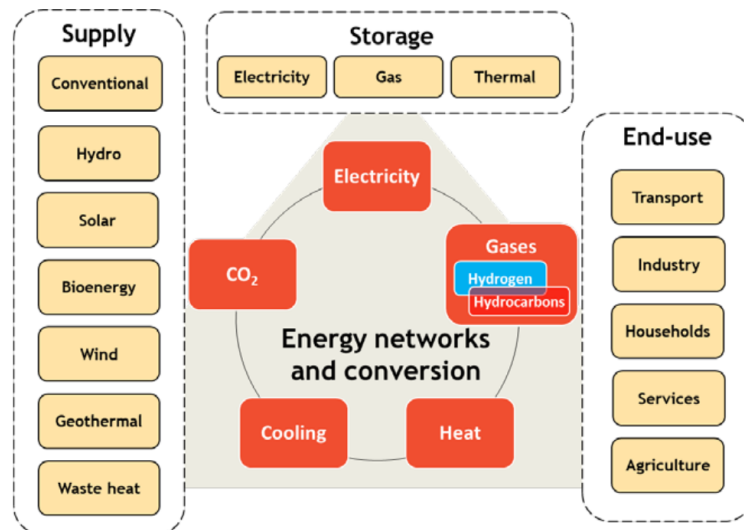 Supply
Conventional
Hydro
Solar
Bioenergy
Wind
Geothermal
Waste heat
Storage
Electricity
Gas
Thermal
Electricity
Gases
Hydrogen
Hydrocarbons
CO₂
Energy networks
and conversion
Cooling
Heat
End-use
Transport
Industry
Households
Services
Agriculture